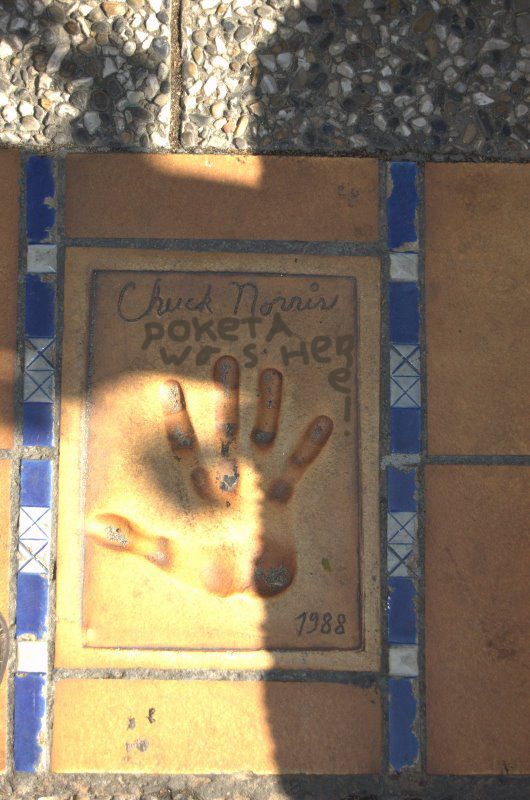 Chuck Norris
POKETA
was HeRe!
1988